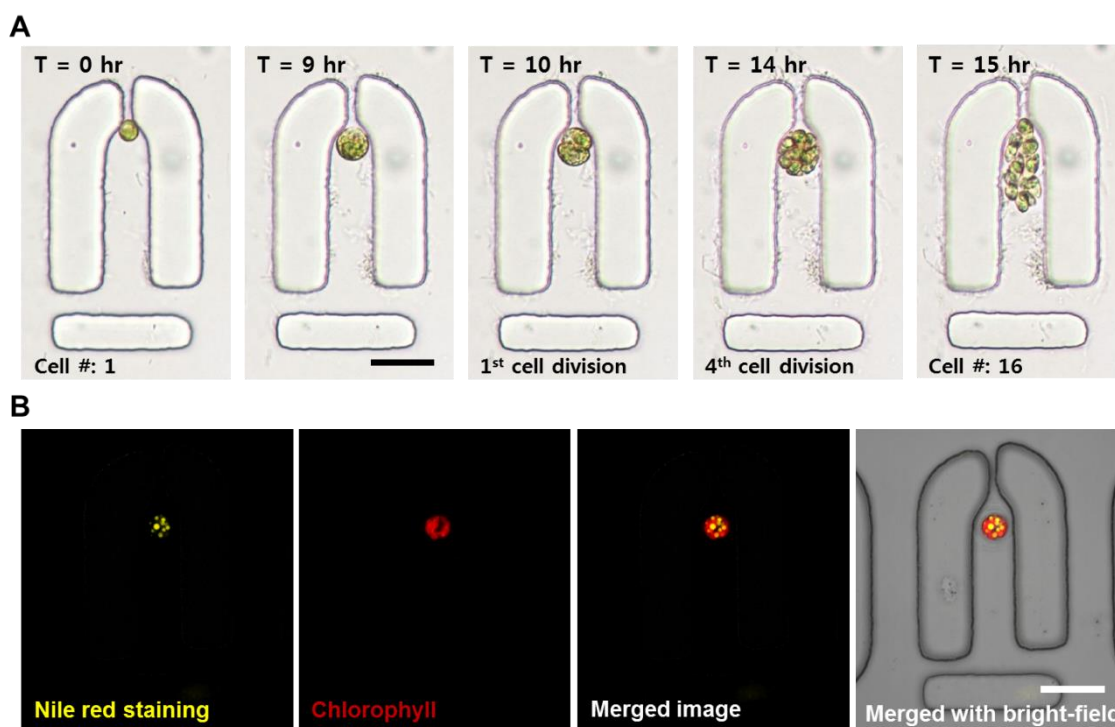 A
T = 0 hr
T = 9 hr
T = 10 hr
T = 14 hr
T = 15 hr
Cell #: 1
1st cell division
4th cell division
Cell #: 16
B
Nile red staining
Chlorophyll
Merged image
Merged with bright-field